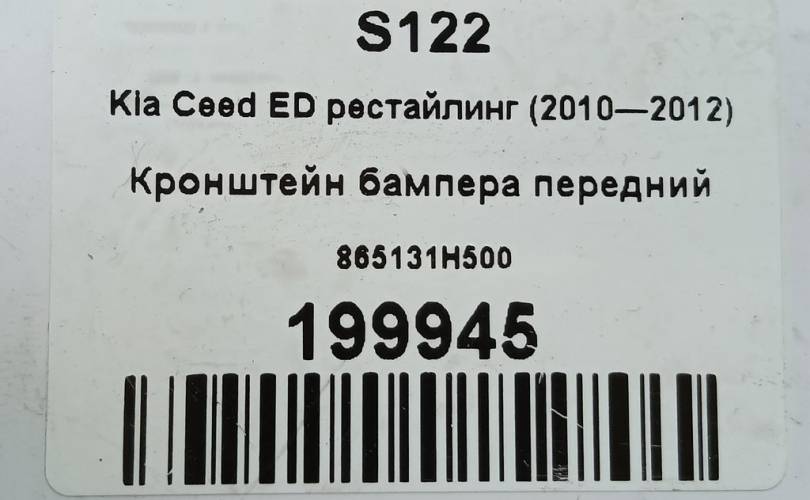 S122
Kia Ceed ED рестайлинг (2010—2012)
Кронштейн бампера передний
865131H500
199945